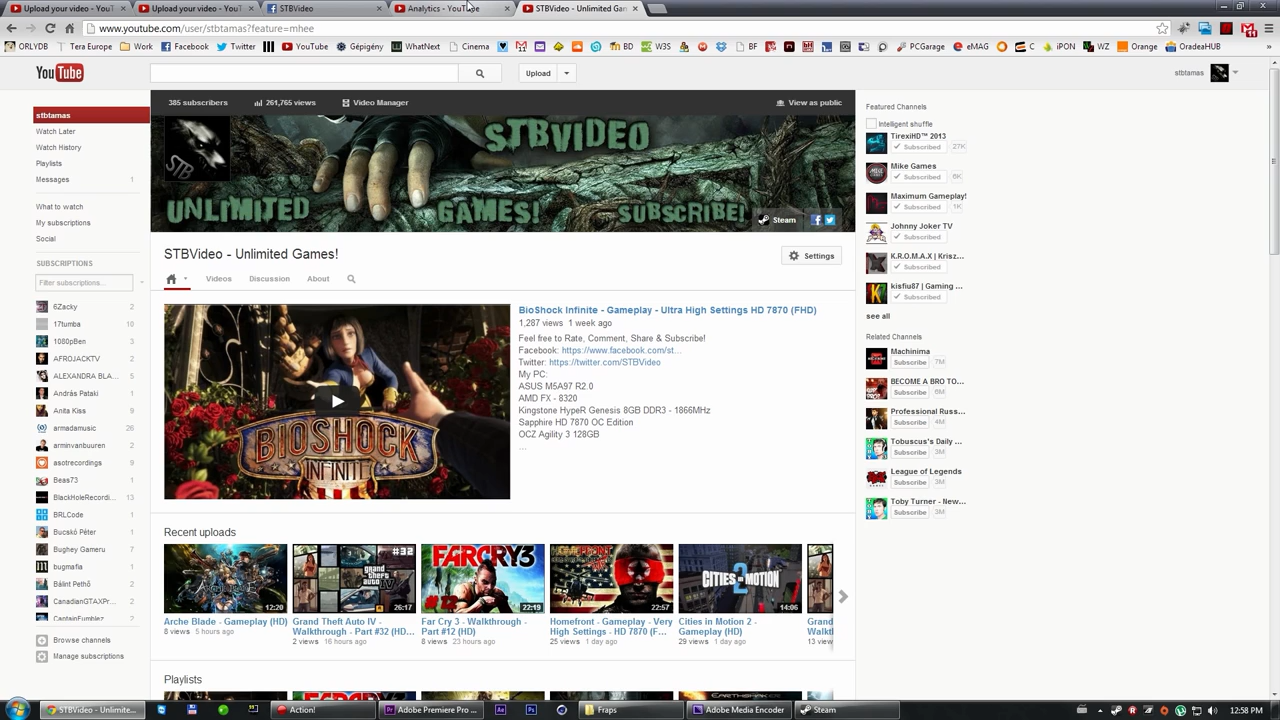 Upload your video - YouT
Upload your video - YouT
STBVideo
Analytics - YouTube
STBVideo - Unlimited Gam
www.youtube.com/user/stbtamas?feature=mhee
ORLYDB
Tera Europe
Work
Facebook
Twitter
YouTube
Gépigény
WhatNext
Cinema
BD
W3S
BF
PCGarage
eMAG
C
iPON
WZ
Orange
OradeaHUB
»
YouTube
Upload
stbtamas
stbtamas
Watch Later
Watch History
Playlists
Messages 1
What to watch
My subscriptions
Social
SUBSCRIPTIONS
Filter subscriptions...
6Zacky 2
17tumba 10
1080pBen 3
AFROJACKTV 2
ALEXANDRA BLA... 5
András Pataki 1
Anita Kiss 9
armadamusic 26
arminvanbuuren 2
asotrecordings 9
Beas73 1
BlackHoleRecordi... 13
BRLCode 1
Bucskó Péter 1
Bughey Gameru 7
bugmafia 1
Bálint Pethő 2
CanadianGTAXPr... 2
CaptainFumblez 3
Browse channels
Manage subscriptions
385 subscribers
261,765 views
Video Manager
View as public
STBVIDEO
UNLIMITED GAMES! SUBSCRIBE!
Steam
STBVideo - Unlimited Games!
Settings
Videos
Discussion
About
BIOSHOCK
INFINITE
BioShock Infinite - Gameplay - Ultra High Settings HD 7870 (FHD)
1,287 views 1 week ago
Feel free to Rate, Comment, Share & Subscribe!
Facebook: https://www.facebook.com/st...
Twitter: https://twitter.com/STBVideo
My PC:
ASUS M5A97 R2.0
AMD FX - 8320
Kingstone HypeR Genesis 8GB DDR3 - 1866MHz
Sapphire HD 7870 OC Edition
OCZ Agility 3 128GB
...
Recent uploads
12:20
Arche Blade - Gameplay (HD)
8 views 5 hours ago
#32
26:17
Grand Theft Auto IV -
Walkthrough - Part #32 (HD...
2 views 16 hours ago
FARCRY3
22:19
Far Cry 3 - Walkthrough -
Part #12 (HD)
8 views 23 hours ago
HOMEFRONT
22:57
Homefront - Gameplay - Very
High Settings - HD 7870 (F...
25 views 1 day ago
CITIES IN MOTION 2
14:06
Cities in Motion 2 -
Gameplay (HD)
29 views 1 day ago
Grand
Walkt
13 view
Playlists
Featured Channels
Intelligent shuffle
TirexiHD™ 2013
Subscribed 27K
Mike Games
Subscribed 6K
Maximum Gameplay!
Subscribed 1K
Johnny Joker TV
Subscribed
K.R.O.M.A.X | Krisz...
Subscribed
kisfiu87 | Gaming ...
Subscribed
see all
Related Channels
Machinima
Subscribe 7M
BECOME A BRO TO...
Subscribe 6M
Professional Russ...
Subscribe 4M
Tobuscus's Daily ...
Subscribe 3M
League of Legends
Subscribe 3M
Toby Turner - New...
Subscribe 3M
STBVideo - Unlimite...
Action!
Adobe Premiere Pro ...
Fraps
Adobe Media Encoder
Steam
12:58 PM